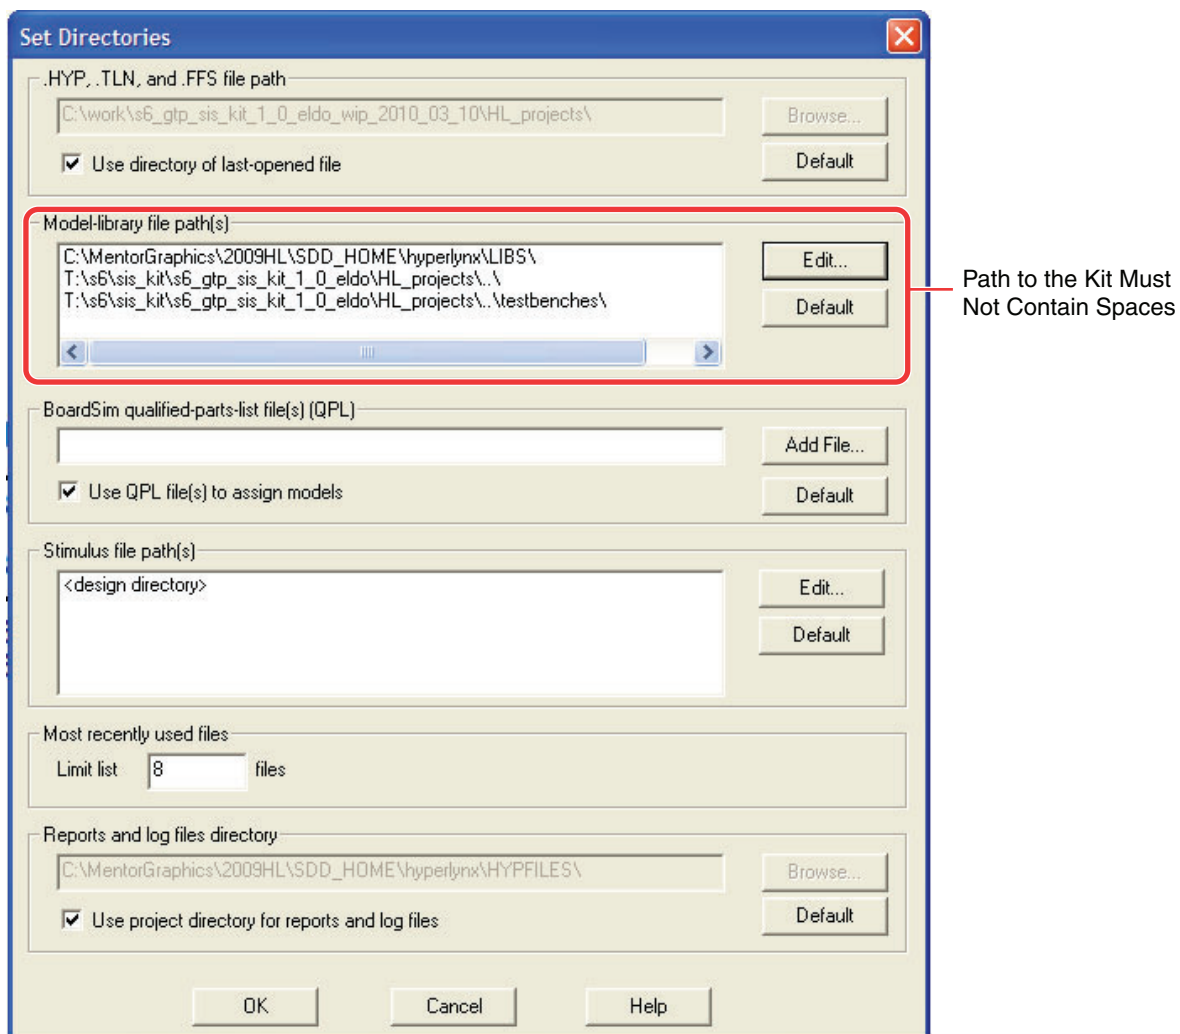 Set Directories
.HYP, .TLN, and .FFS file path
C:\work\s6_gtp_sis_kit_1_0_eldo_wip_2010_03_10\HL_projects\
Browse...
Use directory of last-opened file
Default
Model-library file path(s)
C:\MentorGraphics\2009HL\SDD_HOME\hyperlynx\LIBS\
T:\s6\sis_kit\s6_gtp_sis_kit_1_0_eldo\HL_projects\..\
T:\s6\sis_kit\s6_gtp_sis_kit_1_0_eldo\HL_projects\..\testbenches\
Edit...
Default
Path to the Kit Must
Not Contain Spaces
BoardSim qualified-parts-list file(s) (QPL)
Add File...
Use QPL file(s) to assign models
Default
Stimulus file path(s)
<design directory>
Edit...
Default
Most recently used files
Limit list 8 files
Reports and log files directory
C:\MentorGraphics\2009HL\SDD_HOME\hyperlynx\HYPFILES\
Browse...
Use project directory for reports and log files
Default
OK Cancel Help